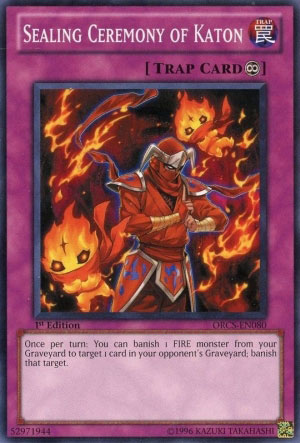 SEALING CEREMONY OF KATON
TRAP
罠
[TRAP CARD∞]
1st Edition
ORCS-EN080
Once per turn: You can banish 1 FIRE monster from
your Graveyard to target 1 card in your opponent's Graveyard; banish
that target.
52971944
©1996 KAZUKI TAKAHASHI